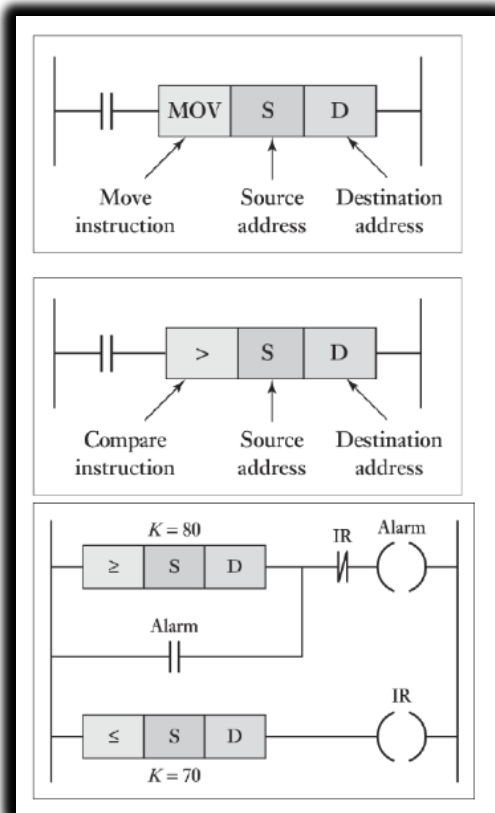 MOV S D
Move Source Destination
instruction address address
> S D
Compare Source Destination
instruction address address
K = 80
IR Alarm
≥ S D
Alarm
IR
≤ S D
K = 70